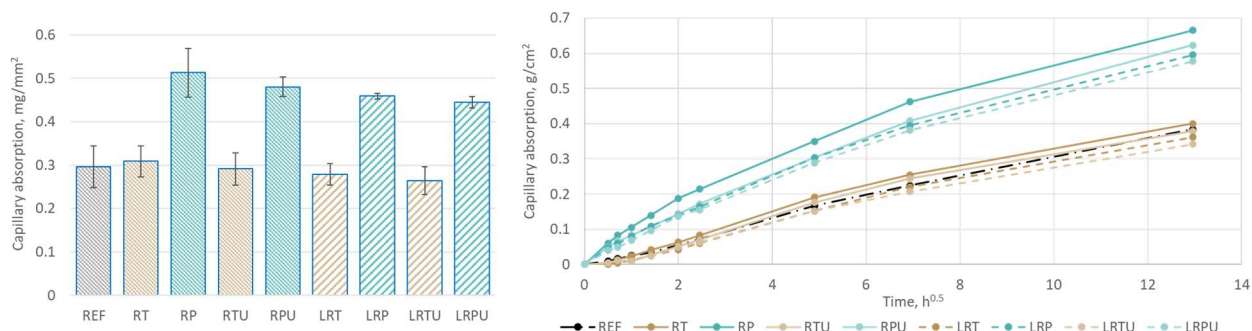 Capillary absorption, mg/mm²
0.6
0.5
0.4
0.3
0.2
0.1
0
REF RT RP RTU RPU LRT LRP LRTU LRPU
Capillary absorption, g/cm²
0.7
0.6
0.5
0.4
0.3
0.2
0.1
0
0 2 4 6 8 10 12 14
Time, h⁰·⁵
REF RT RP RTU RPU LRT LRP LRTU LRPU